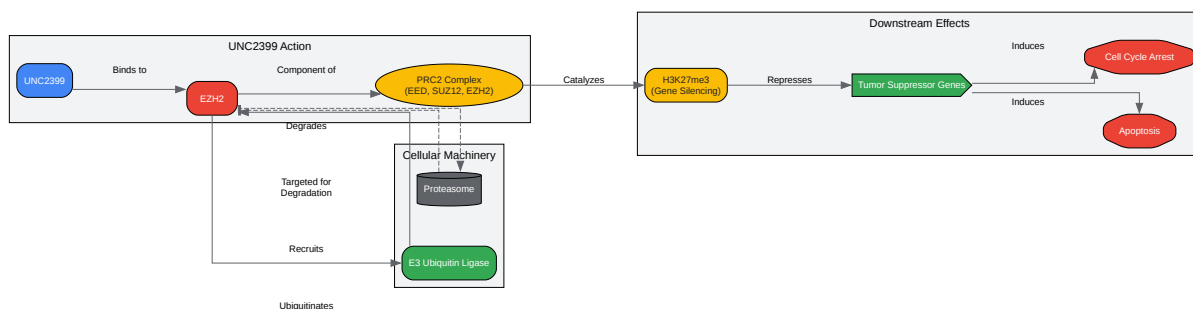 Downstream Effects
UNC2399 Action
Cell Cycle Arrest
Induces
UNC2399
Binds to
EZH2
Component of
PRC2 Complex
(EED, SUZ12, EZH2)
Catalyzes
H3K27me3
(Gene Silencing)
Represses
Tumor Suppressor Genes
Induces
Apoptosis
Degrades
Cellular Machinery
Targeted for
Degradation
Proteasome
Recruits
E3 Ubiquitin Ligase
Ubiquitinates